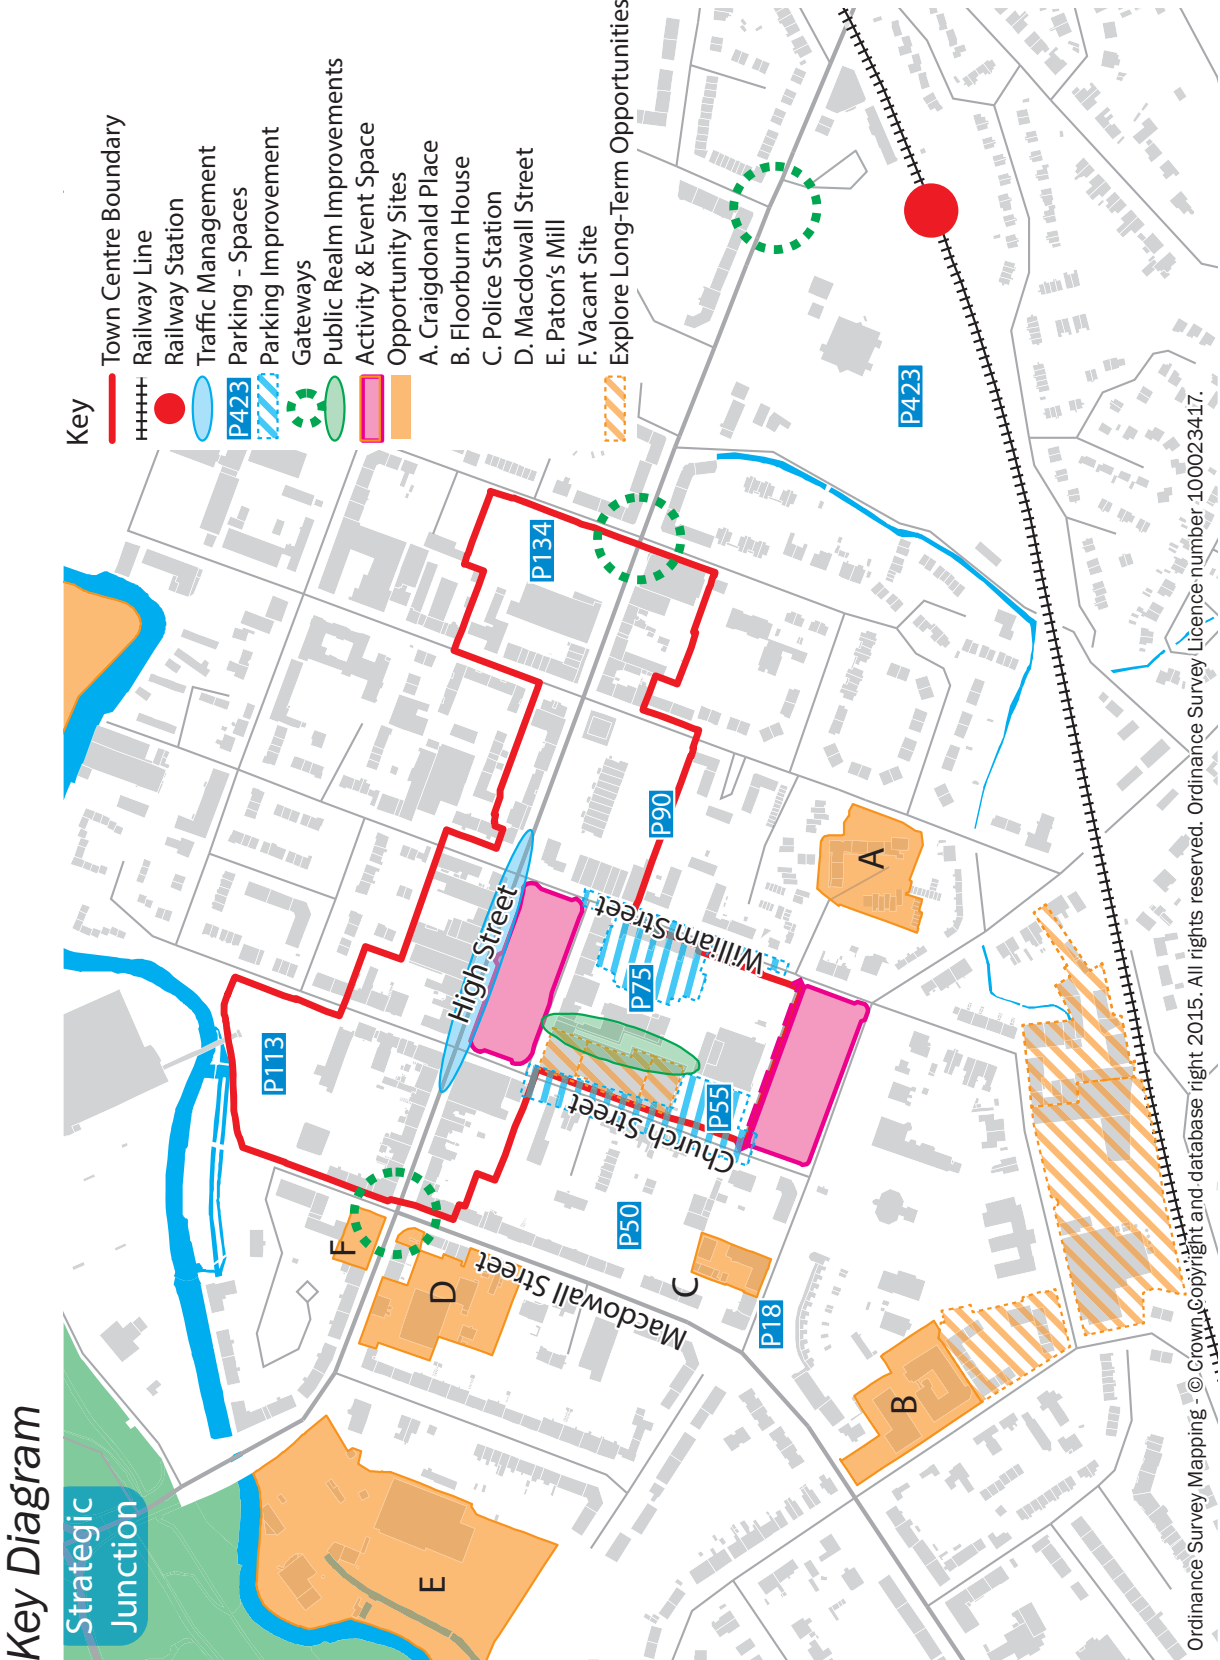 Key Diagram
Strategic
Junction
Key
Town Centre Boundary
Railway Line
Railway Station
Traffic Management
P423
Parking - Spaces
Parking Improvement
Gateways
Public Realm Improvements
Activity & Event Space
Opportunity Sites
A. Craigdonald Place
B. Floorburn House
C. Police Station
D. Macdowall Street
E. Paton's Mill
F. Vacant Site
Explore Long-Term Opportunities
P113
P134
F
High Street
P90
E
D
Macdowall Street
P50
Church Street
P75
William Street
P55
C
P18
A
P423
B
Ordinance Survey Mapping - © Crown Copyright and database right 2015. All rights reserved. Ordinance Survey Licence number 100023417.